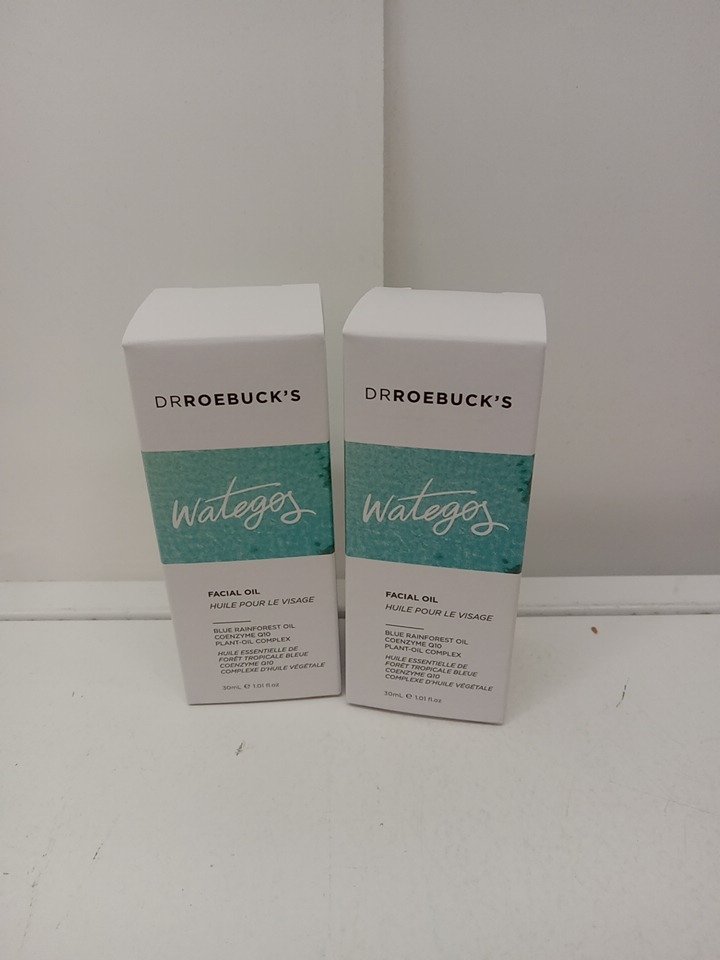 DRROEBUCK'S
Wategos
FACIAL OIL
HUILE POUR LE VISAGE
BLUE RAINFOREST OIL
COENZYME Q10
PLANT-OIL COMPLEX
HUILE ESSENTIELLE DE
FORÊT TROPICALE BLEUE
COENZYME Q10
COMPLEXE D'HUILE VÉGÉTALE
30mL ℮ 1.01 fl.oz
DRROEBUCK'S
Wategos
FACIAL OIL
HUILE POUR LE VISAGE
BLUE RAINFOREST OIL
COENZYME Q10
PLANT-OIL COMPLEX
HUILE ESSENTIELLE DE
FORÊT TROPICALE BLEUE
COENZYME Q10
COMPLEXE D'HUILE VÉGÉTALE
30mL ℮ 1.01 fl.oz